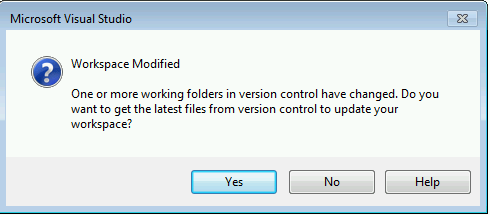 Microsoft Visual Studio
Workspace Modified
One or more working folders in version control have changed. Do you
want to get the latest files from version control to update your
workspace?
Yes No Help